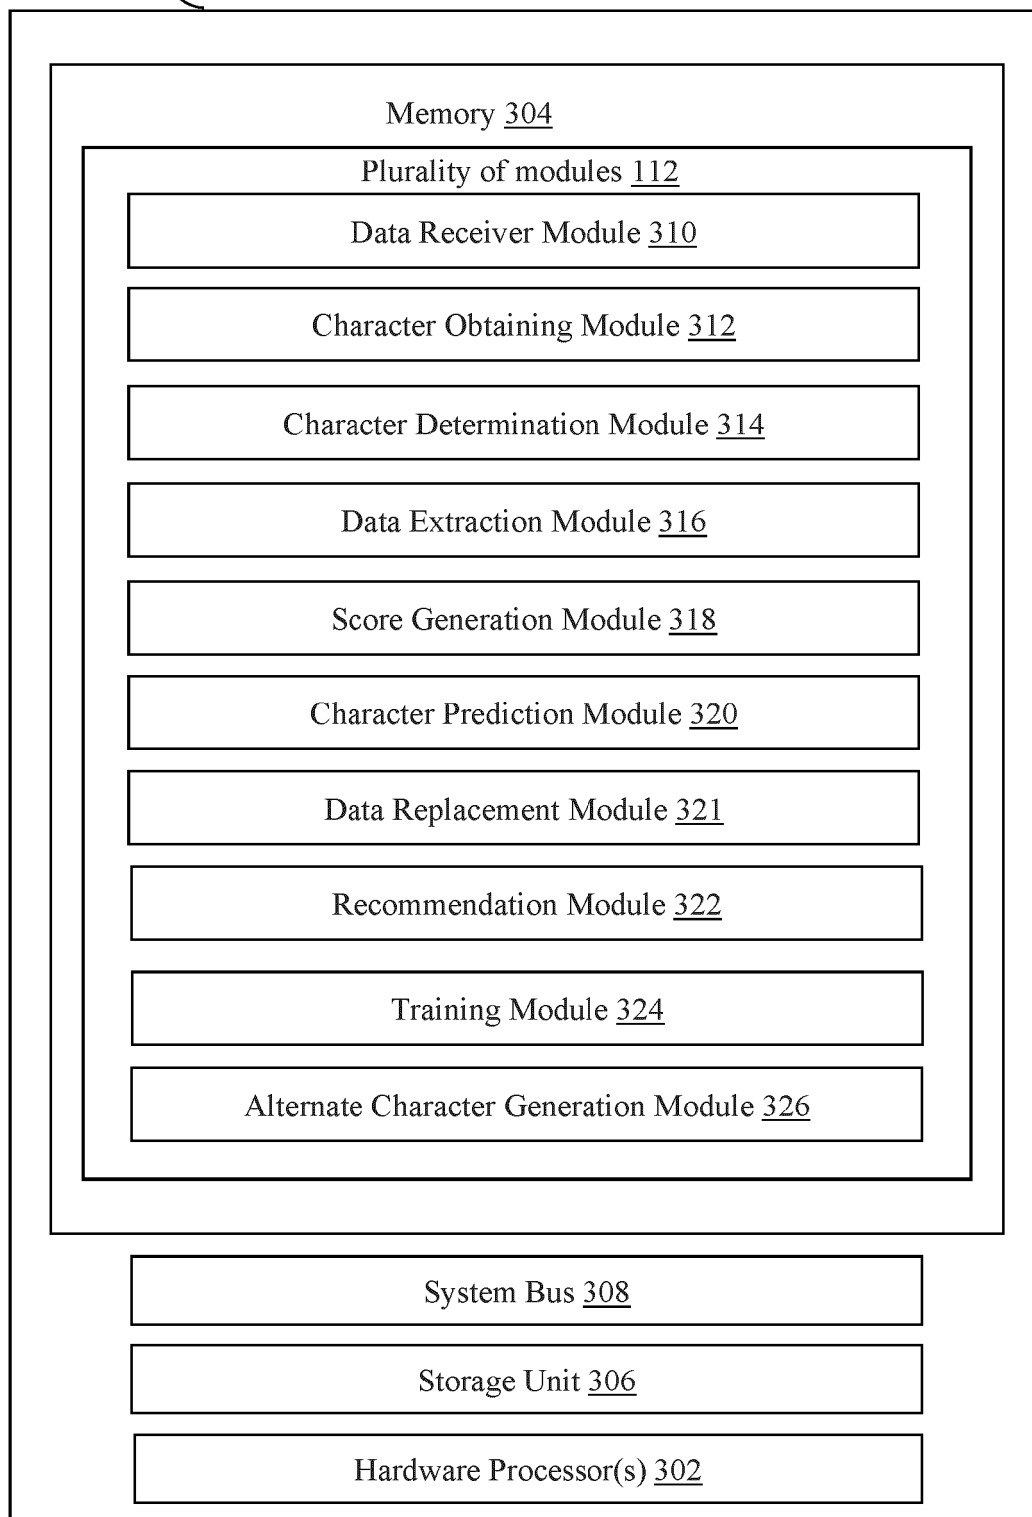 Memory 304
Plurality of modules 112
Data Receiver Module 310
Character Obtaining Module 312
Character Determination Module 314
Data Extraction Module 316
Score Generation Module 318
Character Prediction Module 320
Data Replacement Module 321
Recommendation Module 322
Training Module 324
Alternate Character Generation Module 326
System Bus 308
Storage Unit 306
Hardware Processor(s) 302